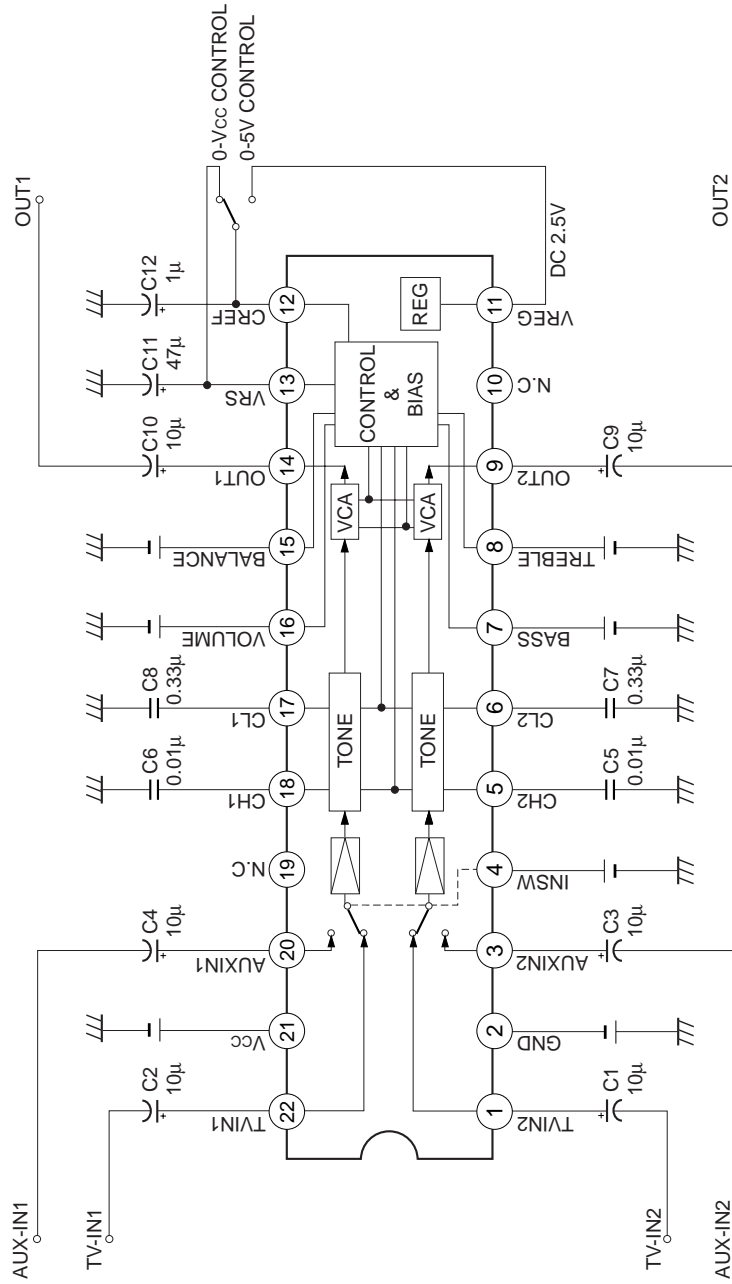 OUT1
0-Vcc CONTROL
0-5V CONTROL
C12
1μ
C11
47μ
C10
10μ
C8
0.33μ
C6
0.01μ
C4
10μ
C2
10μ
AUX-IN1
TV-IN1
12
CREF
13
VRS
14
OUT1
15
BALANCE
16
VOLUME
17
CL1
18
CH1
19
N.C
20
AUXIN1
21
Vcc
22
TVIN1
REG
CONTROL
&
BIAS
VCA
VCA
TONE
TONE
DC 2.5V
11
VREG
10
N.C
9
OUT2
8
TREBLE
7
BASS
6
CL2
5
CH2
4
INSW
3
AUXIN2
2
GND
1
TVIN2
C9
10μ
C7
0.33μ
C5
0.01μ
C3
10μ
C1
10μ
OUT2
TV-IN2
AUX-IN2
+
+
+
+
+
+
+
+